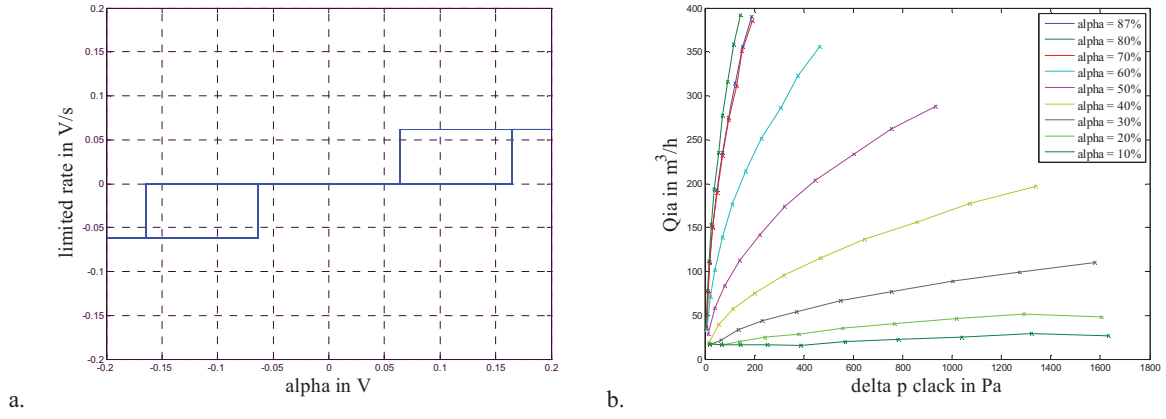 0.2
0.15
0.1
0.05
0
-0.05
-0.1
-0.15
-0.2
limited rate in V/s
-0.2 -0.15 -0.1 -0.05 0 0.05 0.1 0.15 0.2
alpha in V
a.
400
350
300
250
200
150
100
50
0
Qia in m³/h
0 200 400 600 800 1000 1200 1400 1600 1800
delta p clack in Pa
alpha = 87%
alpha = 80%
alpha = 70%
alpha = 60%
alpha = 50%
alpha = 40%
alpha = 30%
alpha = 20%
alpha = 10%
b.